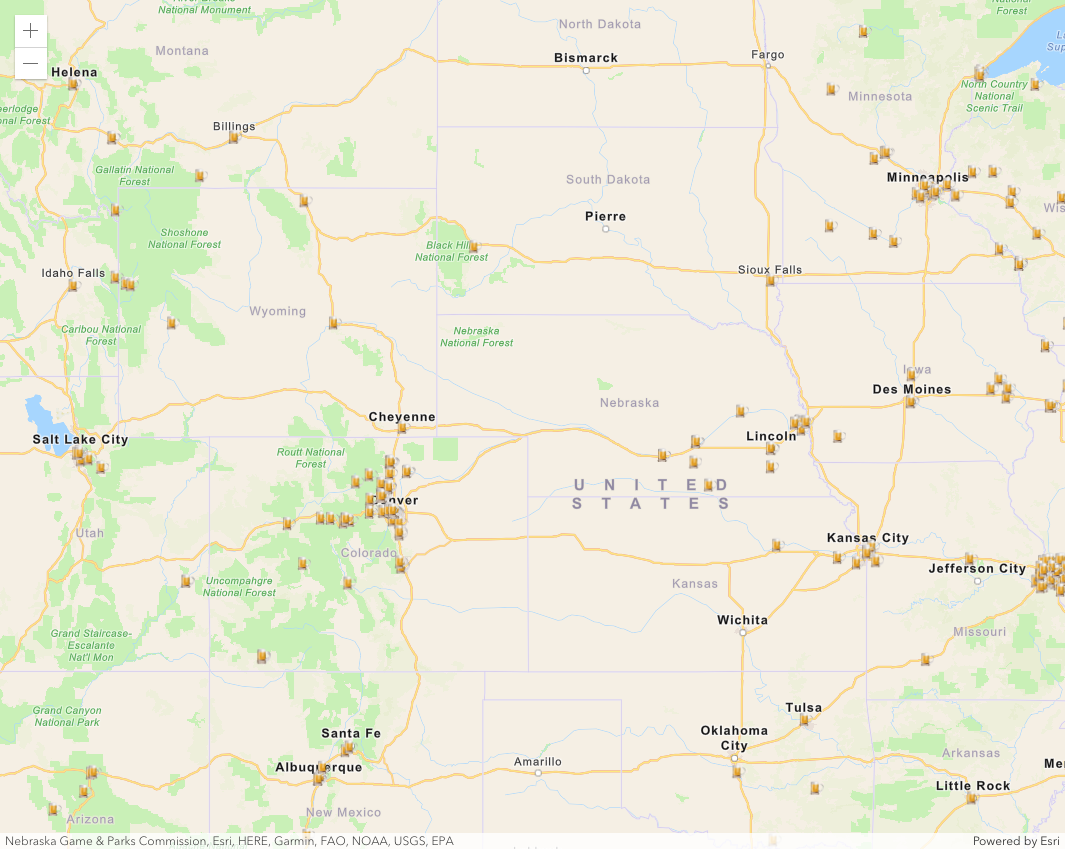 River Breaks
National Monument
North Dakota
National
Forest
Montana
Bismarck
Fargo
Helena
North Country
National
Scenic Trail
Minnesota
Billings
Gallatin National
Forest
South Dakota
Minneapolis
Pierre
Shoshone
National Forest
Black Hill
National Forest
Idaho Falls
Sioux Falls
Wyoming
Caribou National
Forest
Nebraska
National Forest
Iowa
Des Moines
Nebraska
Cheyenne
Salt Lake City
Lincoln
Routt National
Forest
UNITED
STATES
Denver
Utah
Colorado
Kansas City
Jefferson City
Uncompahgre
National Forest
Kansas
Wichita
Missouri
Grand Staircase-
Escalante
Nat'l Mon
Grand Canyon
National Park
Tulsa
Santa Fe
Oklahoma
City
Albuquerque
Amarillo
Arkansas
Little Rock
New Mexico
Arizona
Nebraska Game & Parks Commission, Esri, HERE, Garmin, FAO, NOAA, USGS, EPA
Powered by Esri